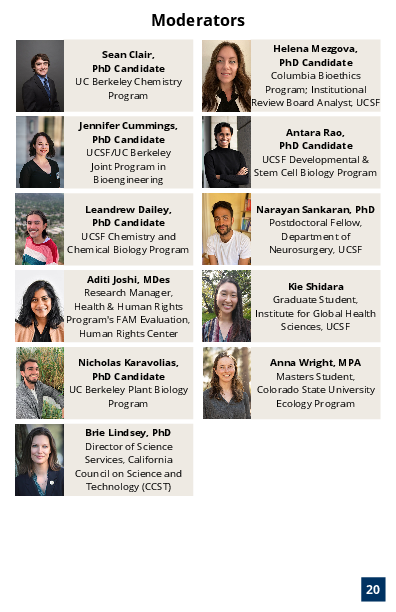 Moderators
Sean Clair,
PhD Candidate
UC Berkeley Chemistry
Program
Helena Mezgova,
PhD Candidate
Columbia Bioethics
Program; Institutional
Review Board Analyst, UCSF
Jennifer Cummings,
PhD Candidate
UCSF/UC Berkeley
Joint Program in
Bioengineering
Antara Rao,
PhD Candidate
UCSF Developmental &
Stem Cell Biology Program
Leandrew Dailey,
PhD Candidate
UCSF Chemistry and
Chemical Biology Program
Narayan Sankaran, PhD
Postdoctoral Fellow,
Department of
Neurosurgery, UCSF
Aditi Joshi, MDes
Research Manager,
Health & Human Rights
Program's FAM Evaluation,
Human Rights Center
Kie Shidara
Graduate Student,
Institute for Global Health
Sciences, UCSF
Nicholas Karavolias,
PhD Candidate
UC Berkeley Plant Biology
Program
Anna Wright, MPA
Masters Student,
Colorado State University
Ecology Program
Brie Lindsey, PhD
Director of Science
Services, California
Council on Science and
Technology (CCST)
20